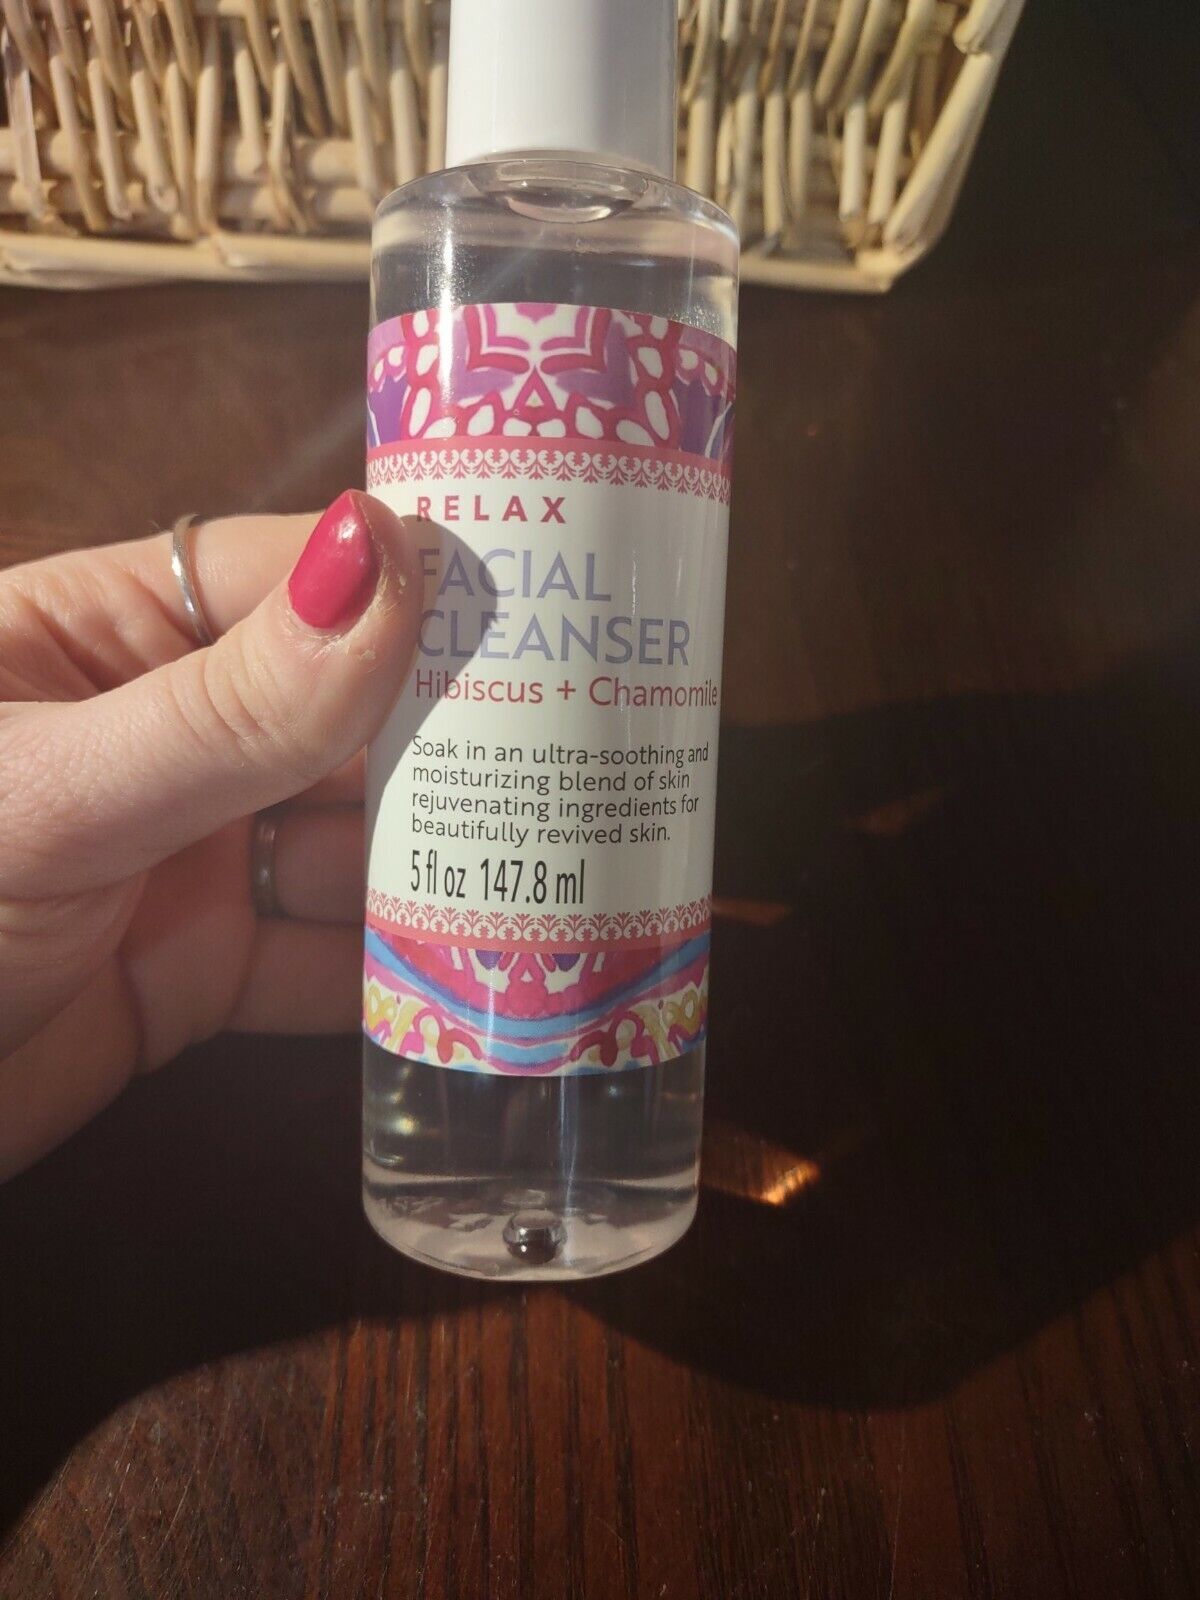 RELAX
FACIAL
CLEANSER
Hibiscus + Chamomile
Soak in an ultra-soothing and
moisturizing blend of skin
rejuvenating ingredients for
beautifully revived skin.
5 fl oz 147.8 ml